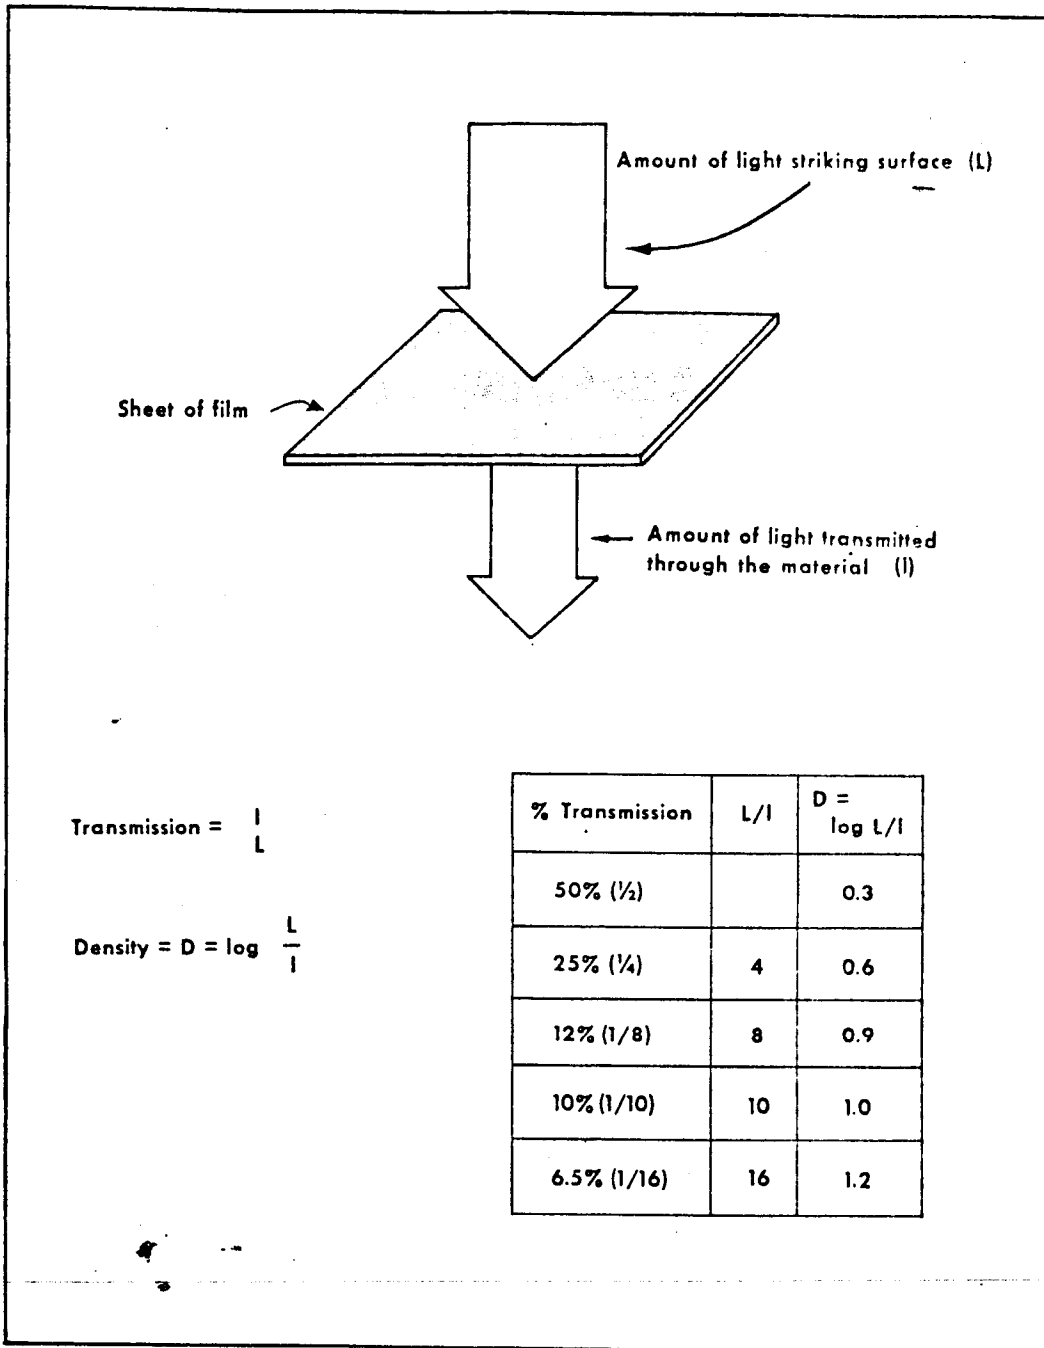 Amount of light striking surface (L)
Sheet of film
Amount of light transmitted
through the material (l)
Transmission = l
L
Density = D = log L
l
% Transmission L/l D =
log L/l
50% (½) 0.3
25% (¼) 4 0.6
12% (1/8) 8 0.9
10% (1/10) 10 1.0
6.5% (1/16) 16 1.2